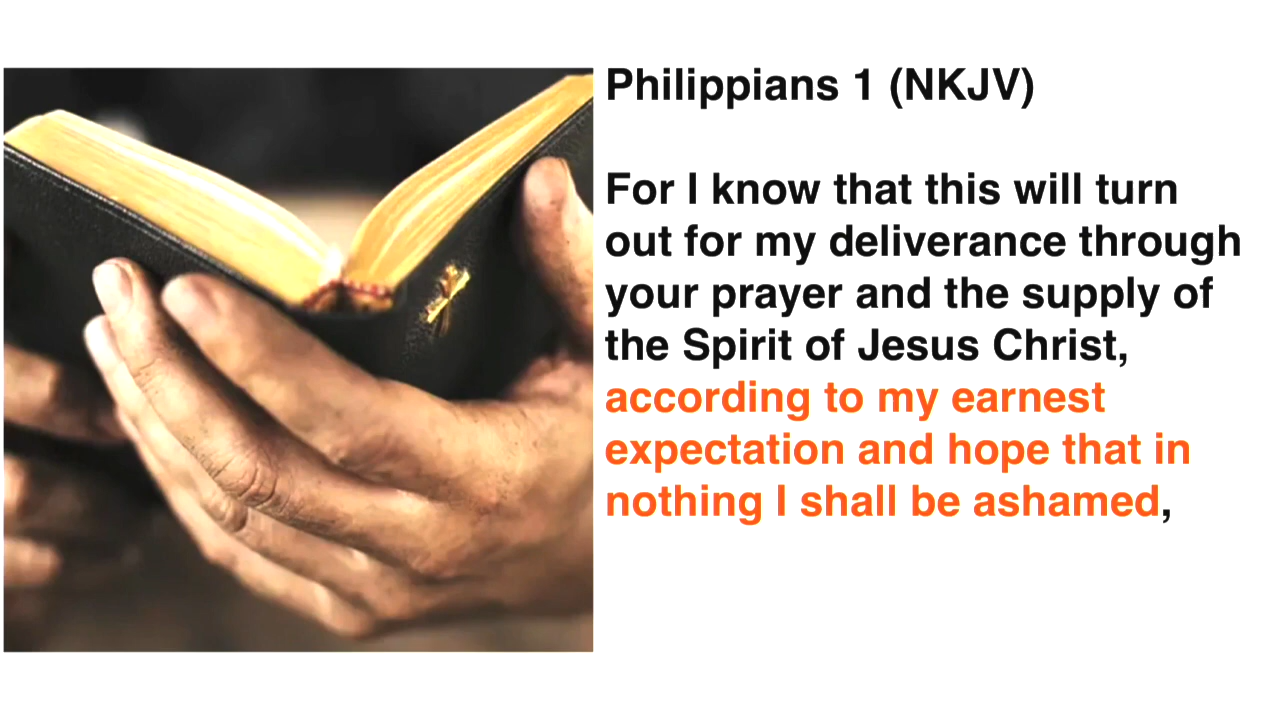 Philippians 1 (NKJV)
For I know that this will turn
out for my deliverance through
your prayer and the supply of
the Spirit of Jesus Christ,
according to my earnest
expectation and hope that in
nothing I shall be ashamed,